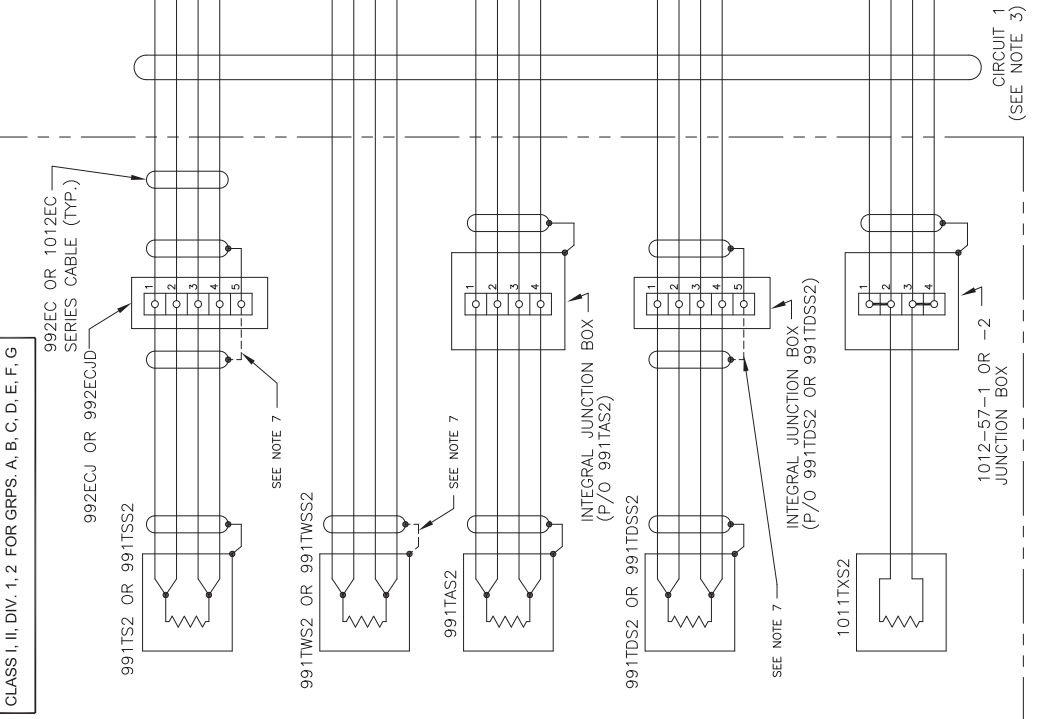 CLASS I, II, DIV. 1, 2 FOR GRPS. A, B, C, D, E, F, G
992EC OR 1012EC
SERIES CABLE (TYP.)
992ECJ OR 992ECJD
1
2
3
4
5
SEE NOTE 7
991TS2 OR 991TSS2
SEE NOTE 7
991TWS2 OR 991TWSS2
1
2
3
4
INTEGRAL JUNCTION BOX
(P/O 991TAS2)
991TAS2
1
2
3
4
5
INTEGRAL JUNCTION BOX
(P/O 991TDS2 OR 991TDSS2)
991TDS2 OR 991TDSS2
SEE NOTE 7
1
2
3
4
1012-57-1 OR -2
JUNCTION BOX
1011TXS2
CIRCUIT 1
(SEE NOTE 3)